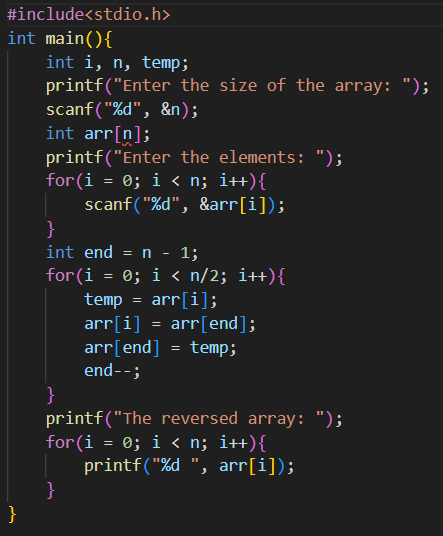 #include<stdio.h>
int main(){
    int i, n, temp;
    printf("Enter the size of the array: ");
    scanf("%d", &n);
    int arr[n];
    printf("Enter the elements: ");
    for(i = 0; i < n; i++){
        scanf("%d", &arr[i]);
    }
    int end = n - 1;
    for(i = 0; i < n/2; i++){
        temp = arr[i];
        arr[i] = arr[end];
        arr[end] = temp;
        end--;
    }
    printf("The reversed array: ");
    for(i = 0; i < n; i++){
        printf("%d ", arr[i]);
    }
}